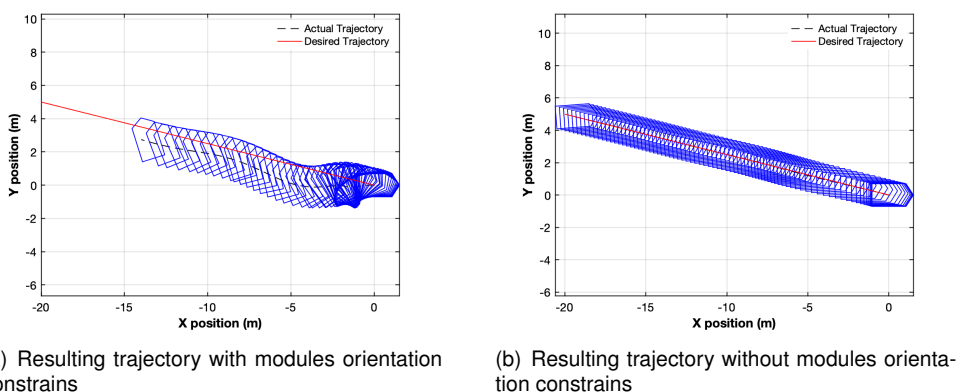 10
8
6
4
2
0
-2
-4
-6
-20
-15
-10
-5
0
X position (m)
Y position (m)
Actual Trajectory
Desired Trajectory
) Resulting trajectory with modules orientation
onstrains
10
8
6
4
2
0
-2
-4
-6
-20
-15
-10
-5
0
X position (m)
Y position (m)
Actual Trajectory
Desired Trajectory
(b) Resulting trajectory without modules orienta-
tion constrains